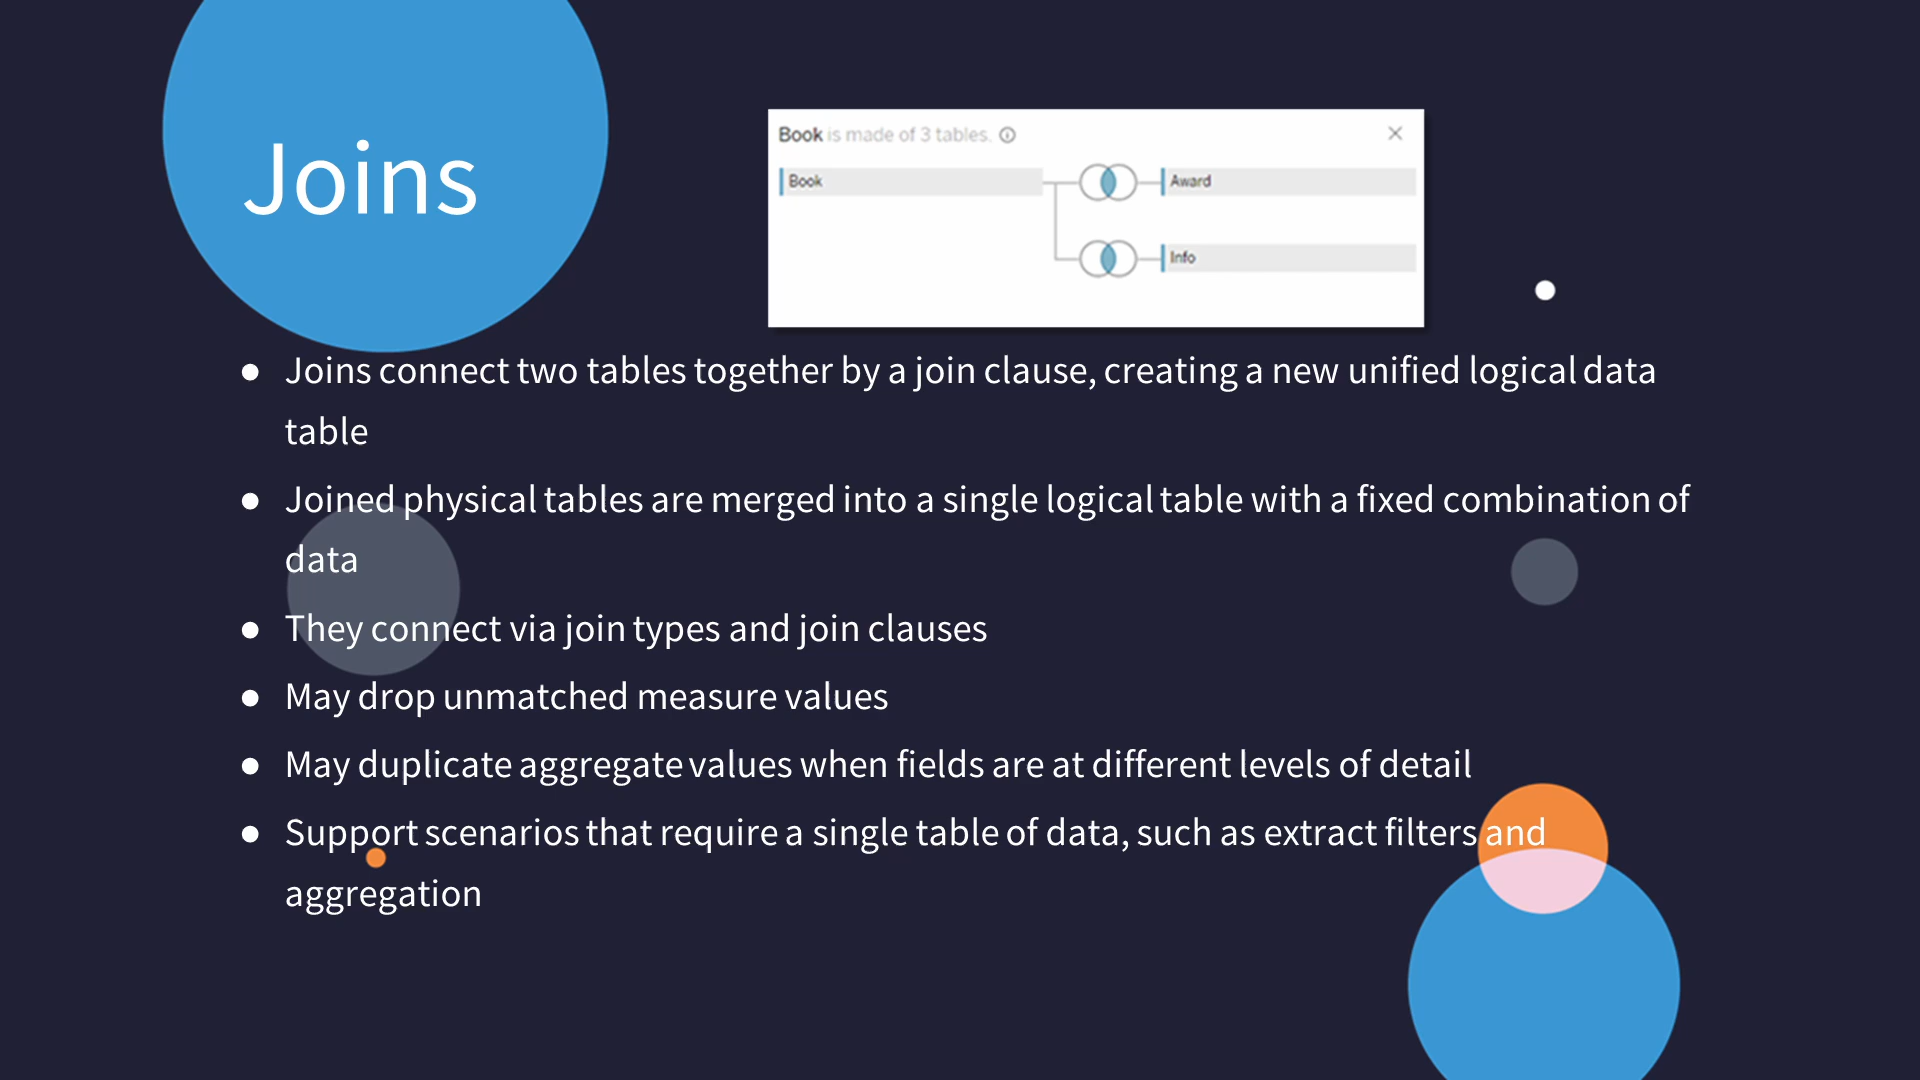 Joins
Book is made of 3 tables.
Book
Award
Info
● Joins connect two tables together by a join clause, creating a new unified logical data
table
● Joined physical tables are merged into a single logical table with a fixed combination of
data
● They connect via join types and join clauses
● May drop unmatched measure values
● May duplicate aggregate values when fields are at different levels of detail
● Support scenarios that require a single table of data, such as extract filters and
aggregation